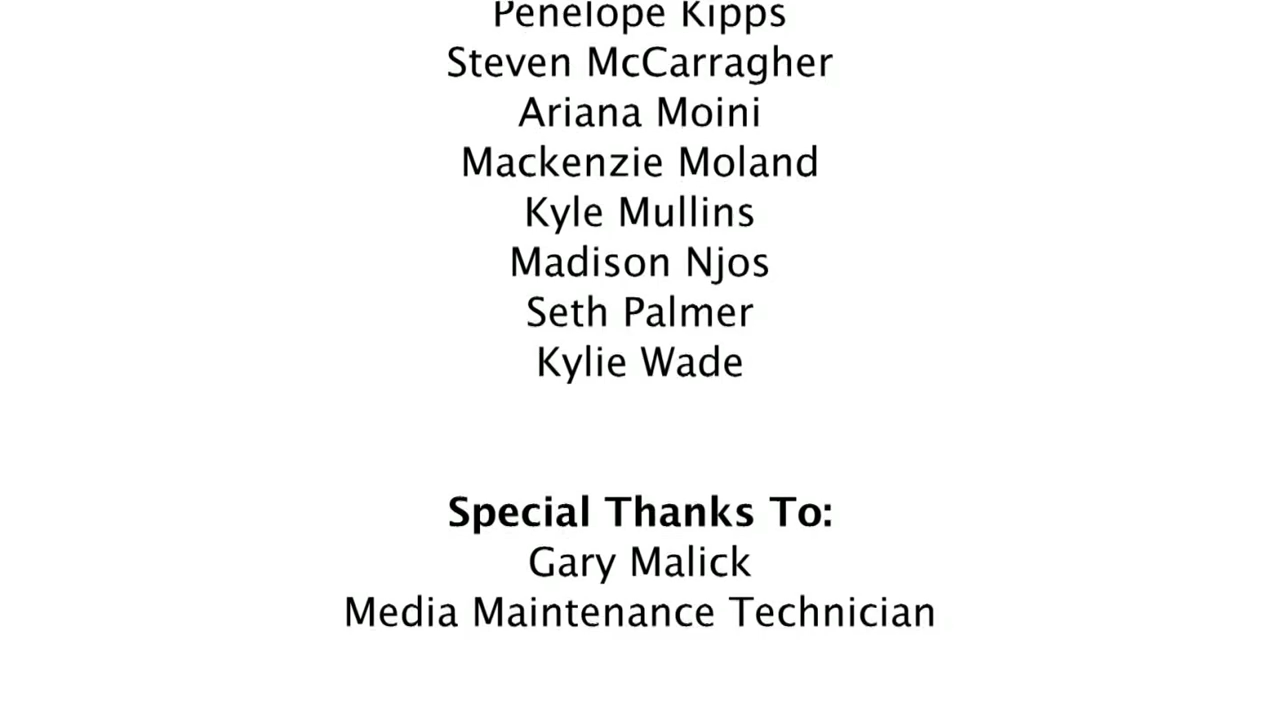 Penelope Kipps
Steven McCarragher
Ariana Moini
Mackenzie Moland
Kyle Mullins
Madison Njos
Seth Palmer
Kylie Wade
Special Thanks To:
Gary Malick
Media Maintenance Technician